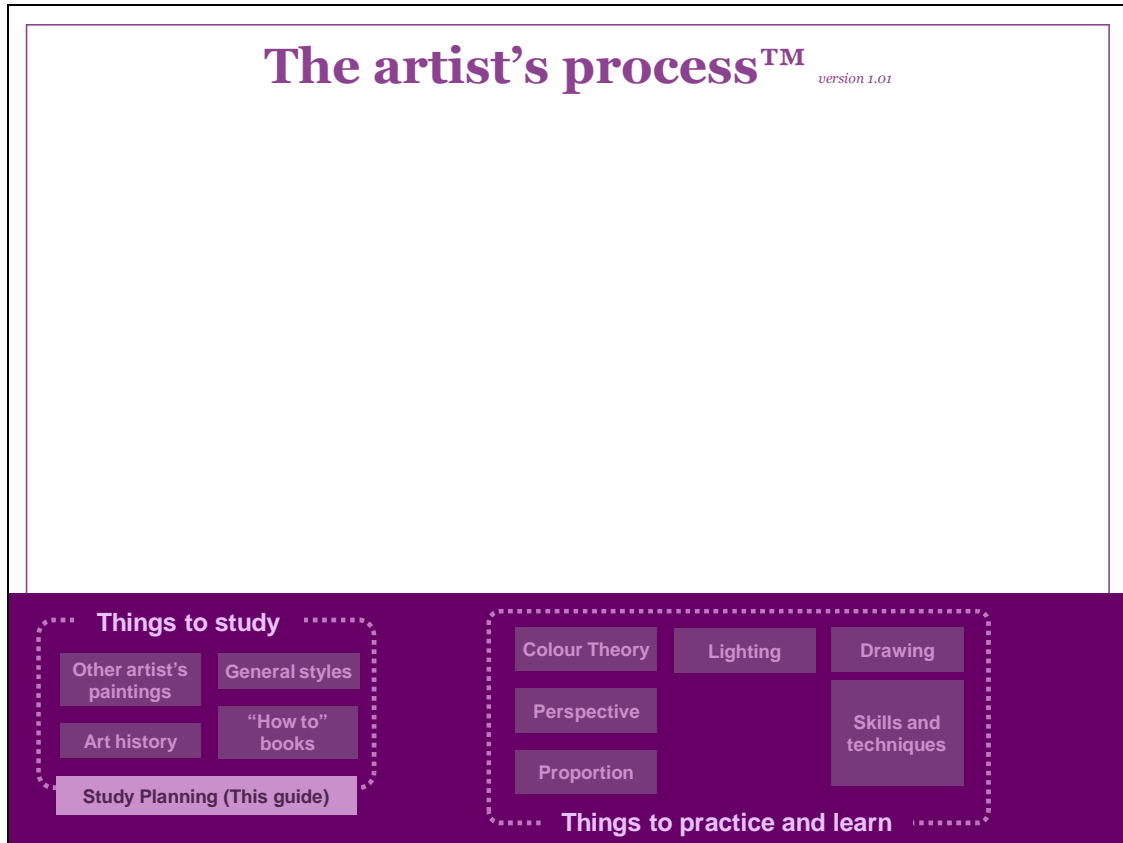 The artist’s process™ version 1.01
Things to study
Other artist’s
paintings
General styles
Art history
“How to”
books
Study Planning (This guide)
Colour Theory
Lighting
Drawing
Perspective
Skills and
techniques
Proportion
Things to practice and learn